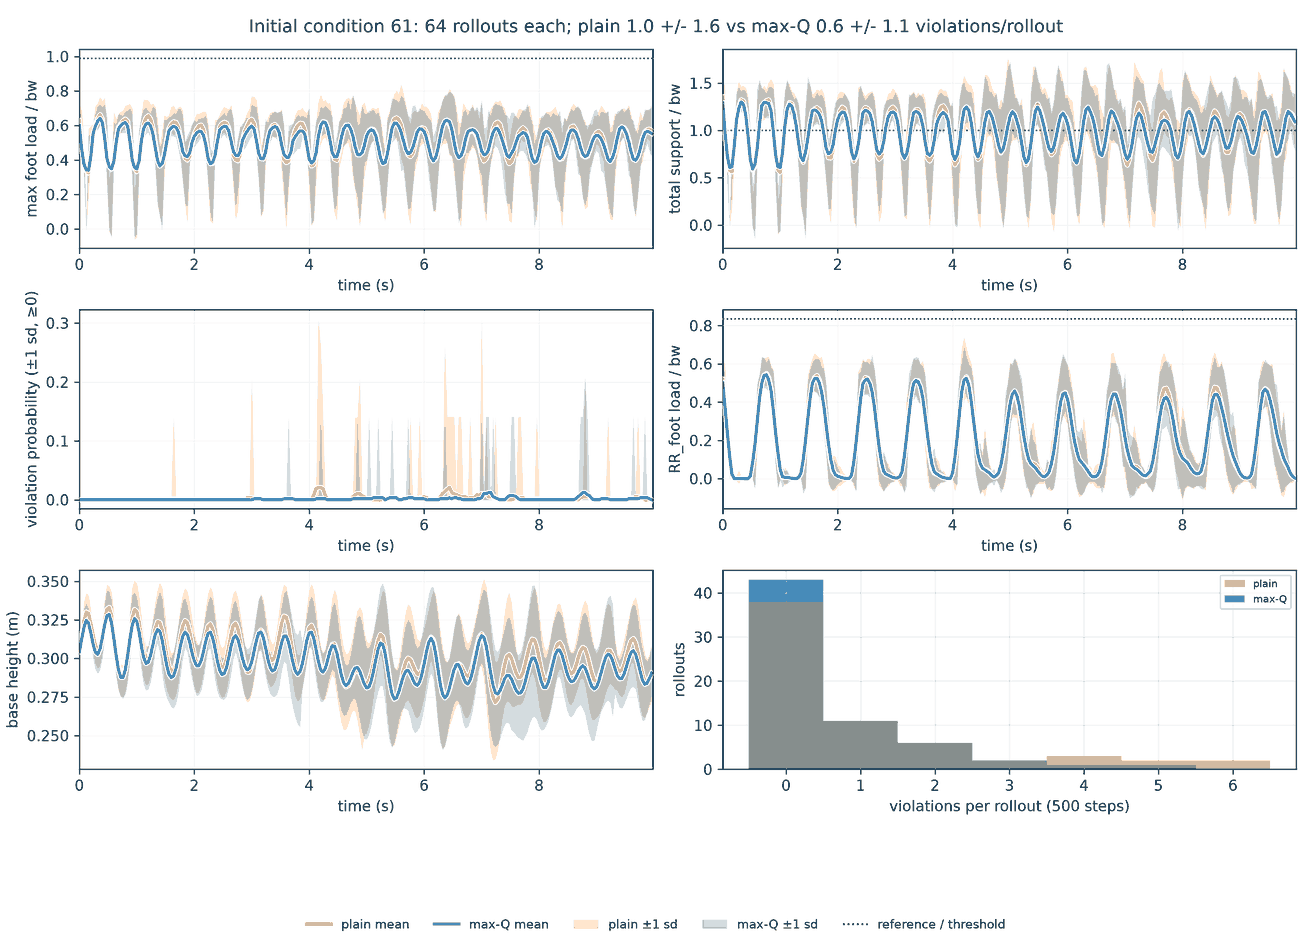 Initial condition 61: 64 rollouts each; plain 1.0 +/- 1.6 vs max-Q 0.6 +/- 1.1 violations/rollout
max foot load / bw
1.0
0.8
0.6
0.4
0.2
0.0
0 2 4 6 8
time (s)
total support / bw
1.5
1.0
0.5
0.0
0 2 4 6 8
time (s)
violation probability (±1 sd, ≥0)
0.3
0.2
0.1
0.0
0 2 4 6 8
time (s)
RR_foot load / bw
0.8
0.6
0.4
0.2
0.0
0 2 4 6 8
time (s)
base height (m)
0.350
0.325
0.300
0.275
0.250
0 2 4 6 8
time (s)
rollouts
40
30
20
10
0
0 1 2 3 4 5 6
violations per rollout (500 steps)
plain
max-Q
plain mean max-Q mean plain ±1 sd max-Q ±1 sd reference / threshold